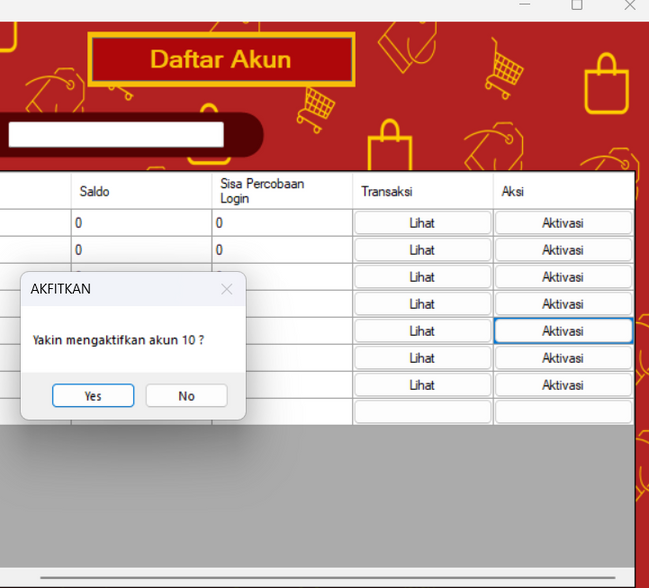 Daftar Akun
Saldo
Sisa Percobaan
Login
Transaksi
Aksi
0
0
Lihat
Aktivasi
0
0
Lihat
Aktivasi
Lihat
Aktivasi
Lihat
Aktivasi
Lihat
Aktivasi
Lihat
Aktivasi
Lihat
Aktivasi
AKFITKAN
Yakin mengaktifkan akun 10 ?
Yes
No